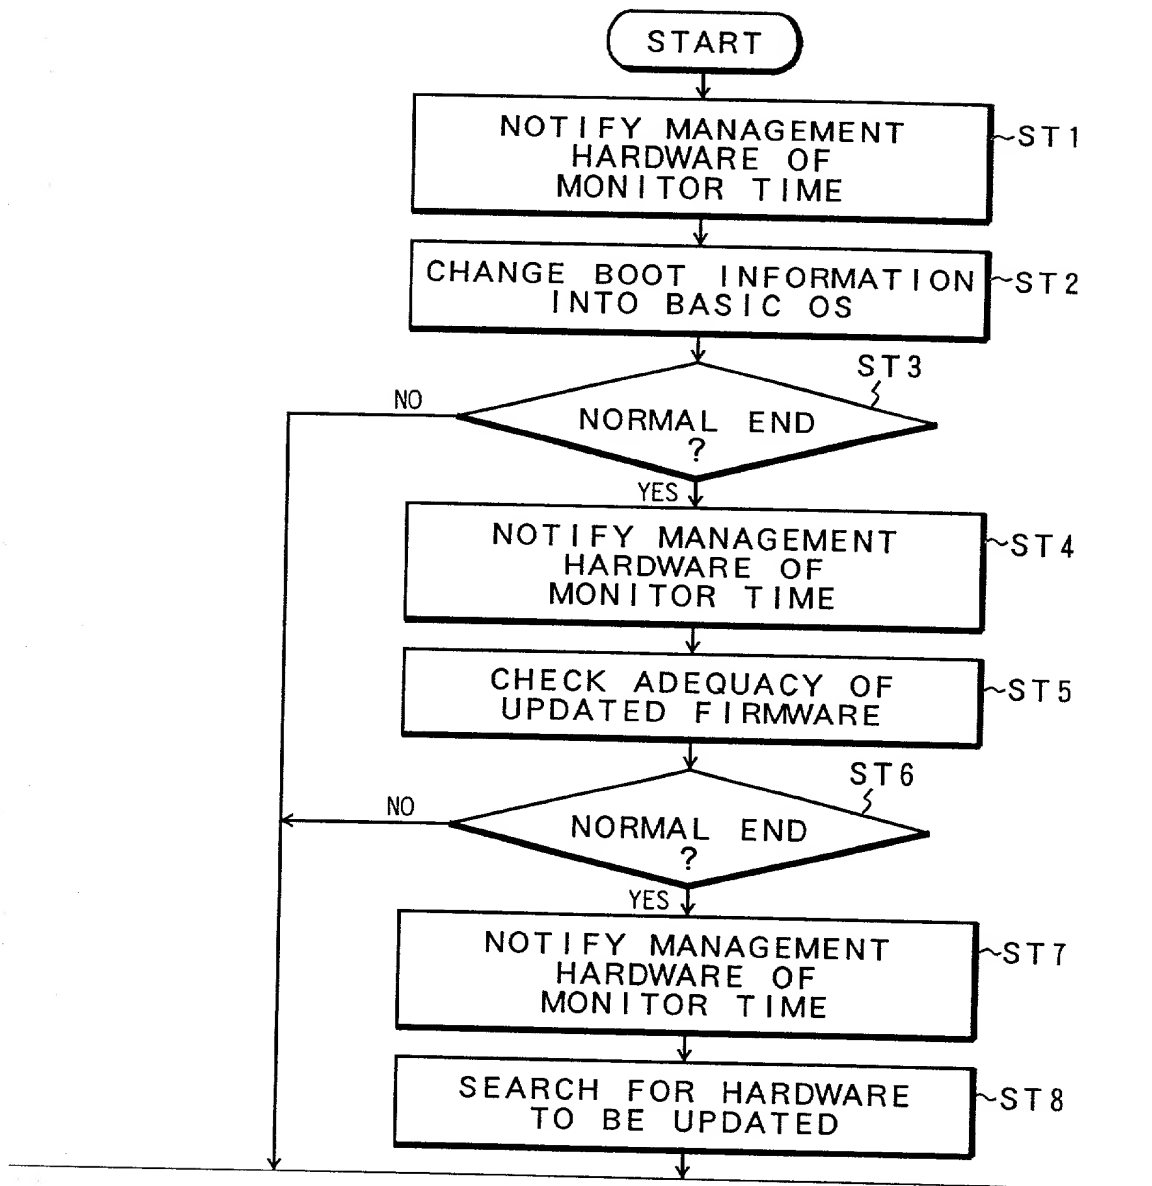 START
NOTIFY MANAGEMENT
HARDWARE OF
MONITOR TIME
ST1
CHANGE BOOT INFORMATION
INTO BASIC OS
ST2
ST3
NO
NORMAL END
?
YES
NOTIFY MANAGEMENT
HARDWARE OF
MONITOR TIME
ST4
CHECK ADEQUACY OF
UPDATED FIRMWARE
ST5
ST6
NO
NORMAL END
?
YES
NOTIFY MANAGEMENT
HARDWARE OF
MONITOR TIME
ST7
SEARCH FOR HARDWARE
TO BE UPDATED
ST8